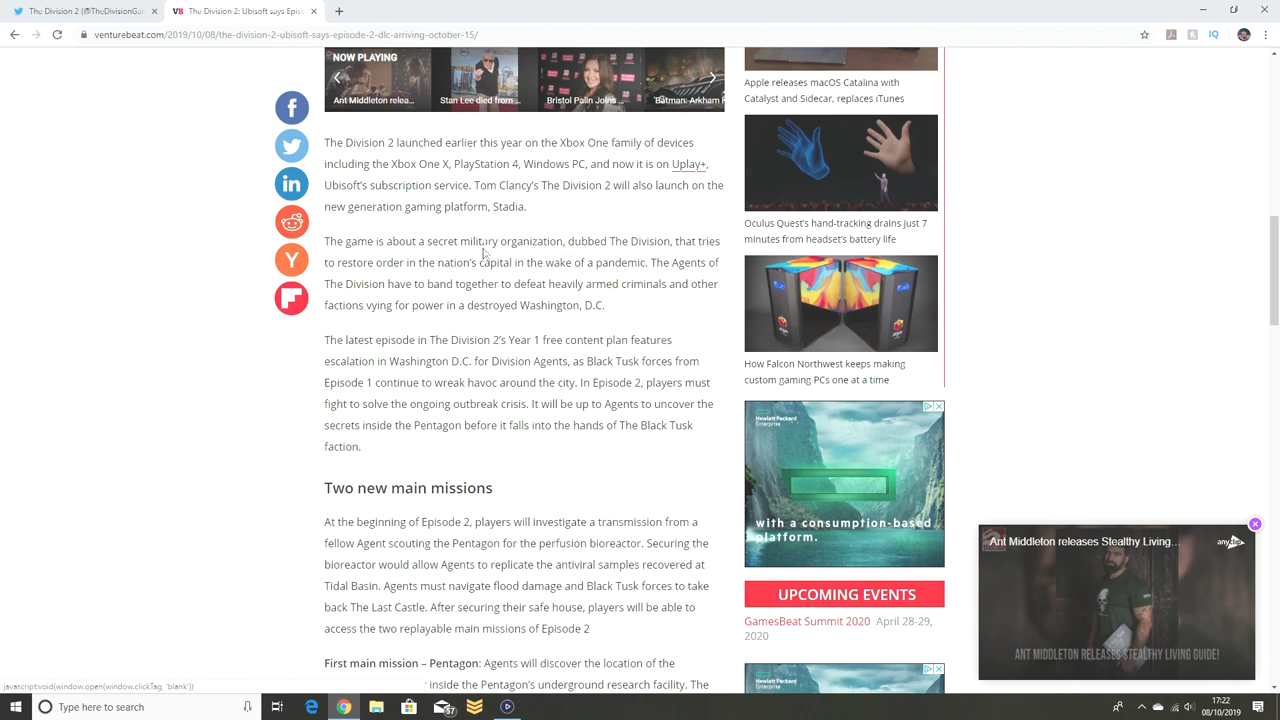 The Division 2 (@TheDivisionGam
The Division 2: Ubisoft says Epis
venturebeat.com/2019/10/08/the-division-2-ubisoft-says-episode-2-dlc-arriving-october-15/
NOW PLAYING
Ant Middleton relea...
Stan Lee died from ...
Bristol Palin Joins ...
'Batman: Arkham
The Division 2 launched earlier this year on the Xbox One family of devices
including the Xbox One X, PlayStation 4, Windows PC, and now it is on Uplay+,
Ubisoft's subscription service. Tom Clancy's The Division 2 will also launch on the
new generation gaming platform, Stadia.
The game is about a secret military organization, dubbed The Division, that tries
to restore order in the nation's capital in the wake of a pandemic. The Agents of
The Division have to band together to defeat heavily armed criminals and other
factions vying for power in a destroyed Washington, D.C.
The latest episode in The Division 2's Year 1 free content plan features
escalation in Washington D.C. for Division Agents, as Black Tusk forces from
Episode 1 continue to wreak havoc around the city. In Episode 2, players must
fight to solve the ongoing outbreak crisis. It will be up to Agents to uncover the
secrets inside the Pentagon before it falls into the hands of The Black Tusk
faction.
Two new main missions
At the beginning of Episode 2, players will investigate a transmission from a
fellow Agent scouting the Pentagon for the perfusion bioreactor. Securing the
bioreactor would allow Agents to replicate the antiviral samples recovered at
Tidal Basin. Agents must navigate flood damage and Black Tusk forces to take
back The Last Castle. After securing their safe house, players will be able to
access the two replayable main missions of Episode 2
First main mission – Pentagon: Agents will discover the location of the
inside the Pentagon's underground research facility. The
Apple releases macOS Catalina with
Catalyst and Sidecar, replaces iTunes
Oculus Quest's hand-tracking drains just 7
minutes from headset's battery life
How Falcon Northwest keeps making
custom gaming PCs one at a time
Hewlett Packard
Enterprise
with a consumption-based
platform.
UPCOMING EVENTS
GamesBeat Summit 2020 April 28-29,
2020
Hewlett Packard
Enterprise
Ant Middleton releases Stealthy Living...
ANT MIDDLETON RELEASES STEALTHY LIVING GUIDE!
javascript:void(window.open(window.clickTag, 'blank'))
Type here to search
67
17:22
08/10/2019